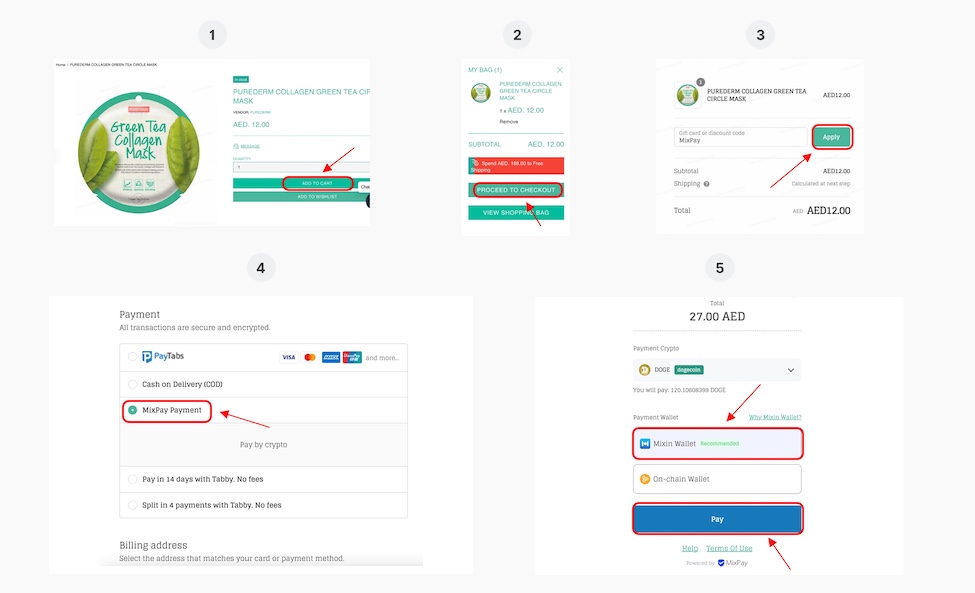 1
Home / PUREDERM COLLAGEN GREEN TEA CIRCLE MASK
PUREDERM
Green Tea
Collagen
Mask
PUREDERM COLLAGEN GREEN TEA CIR
MASK
VENDOR: PUREDERM
AED. 12.00
MESSAGE
QUANTITY
1
ADD TO CART
Cha
ADD TO WISHLIST
2
MY BAG (1)
PUREDERM COLLAGEN
GREEN TEA CIRCLE
MASK
1 x AED. 12.00
Remove
SUBTOTAL AED. 12.00
Spend AED. 188.00 to Free
Shipping
PROCEED TO CHECKOUT
VIEW SHOPPING BAG
3
1
PUREDERM COLLAGEN GREEN TEA
CIRCLE MASK
AED12.00
Gift card or discount code
MixPay
Apply
Subtotal AED12.00
Shipping ? Calculated at next step
Total AED AED12.00
4
Payment
All transactions are secure and encrypted.
PayTabs VISA and more..
Cash on Delivery (COD)
MixPay Payment
Pay by crypto
Pay in 14 days with Tabby. No fees
Split in 4 payments with Tabby. No fees
Billing address
Select the address that matches your card or payment method.
5
Total
27.00 AED
Payment Crypto
DOGE dogecoin
You will pay: 120.10608399 DOGE
Payment Wallet Why Mixin Wallet?
Mixin Wallet Recommended
On-chain Wallet
Pay
Help Terms Of Use
Powered by MixPay